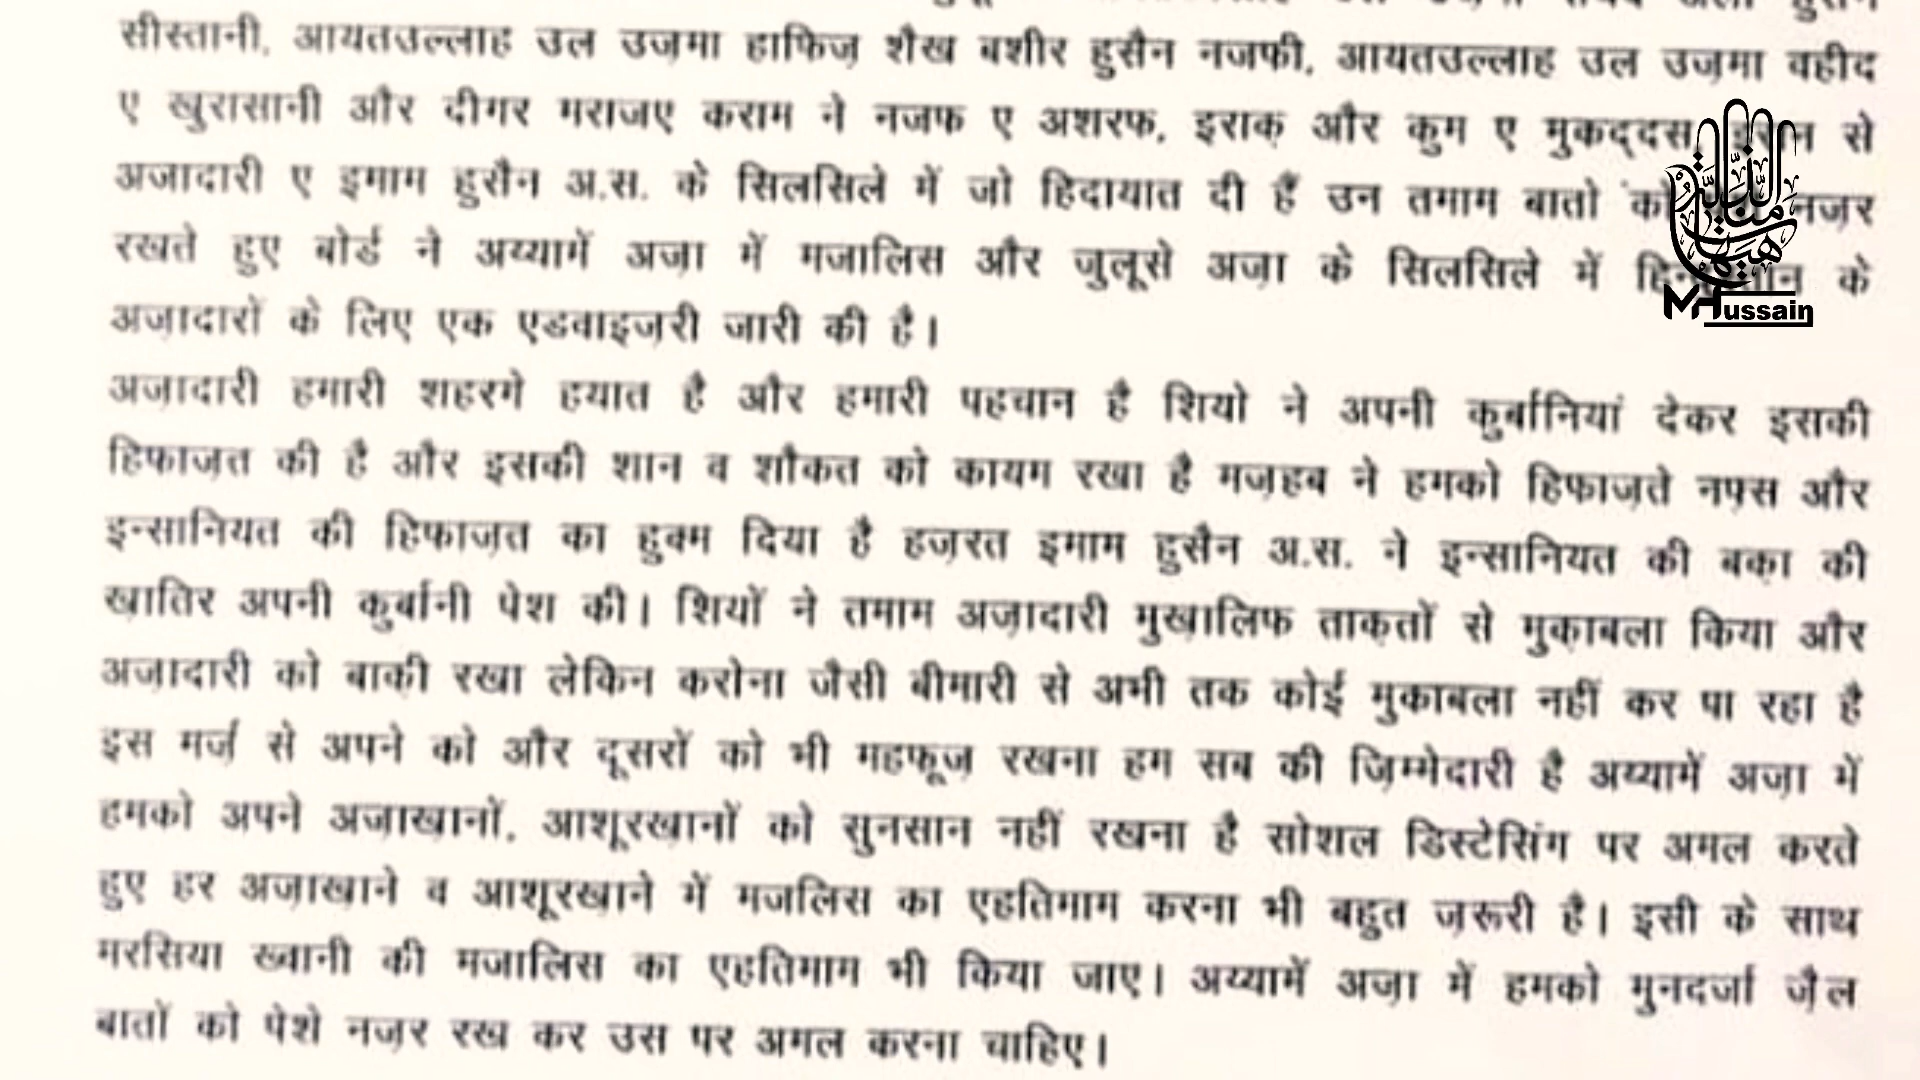 सीस्तानी, आयतउल्लाह उल उज़मा हाफिज़ शैख बशीर हुसैन नजफी, आयतउल्लाह उल उज़मा वहीद
ए खुरासानी और दीगर मराजए कराम ने नजफ ए अशरफ, इराक़ और कुम ए मुकद्दस, से
अज़ादारी ए इमाम हुसैन अ.स. के सिलसिले में जो हिदायात दी हैं उन तमाम बातो को नज़र
रखते हुए बोर्ड ने अय्यामें अज़ा में मजालिस और जुलूसे अज़ा के सिलसिले में के
अज़ादारों के लिए एक एडवाइज़री जारी की है।
अज़ादारी हमारी शहरगे हयात है और हमारी पहचान है शियो ने अपनी कुर्बानियां देकर इसकी
हिफाज़त की है और इसकी शान व शौकत को कायम रखा है मज़हब ने हमको हिफाज़ते नफ़्स और
इन्सानियत की हिफाज़त का हुक्म दिया है हज़रत इमाम हुसैन अ.स. ने इन्सानियत की बक़ा की
ख़ातिर अपनी कुर्बानी पेश की। शियों ने तमाम अज़ादारी मुख़ालिफ ताक़तों से मुक़ाबला किया और
अज़ादारी को बाक़ी रखा लेकिन करोना जैसी बीमारी से अभी तक कोई मुकाबला नहीं कर पा रहा है
इस मर्ज़ से अपने को और दूसरों को भी महफूज़ रखना हम सब की ज़िम्मेदारी है अय्यामें अज़ा में
हमको अपने अज़ाख़ानों, आशूरख़ानों को सुनसान नहीं रखना है सोशल डिस्टेसिंग पर अमल करते
हुए हर अज़ाख़ाने व आशूरख़ाने में मजलिस का एहतिमाम करना भी बहुत ज़रूरी है। इसी के साथ
मरसिया ख्वानी की मजालिस का एहतिमाम भी किया जाए। अय्यामें अज़ा में हमको मुनदर्जा ज़ैल
बातों को पेशे नज़र रख कर उस पर अमल करना चाहिए।
MHussain